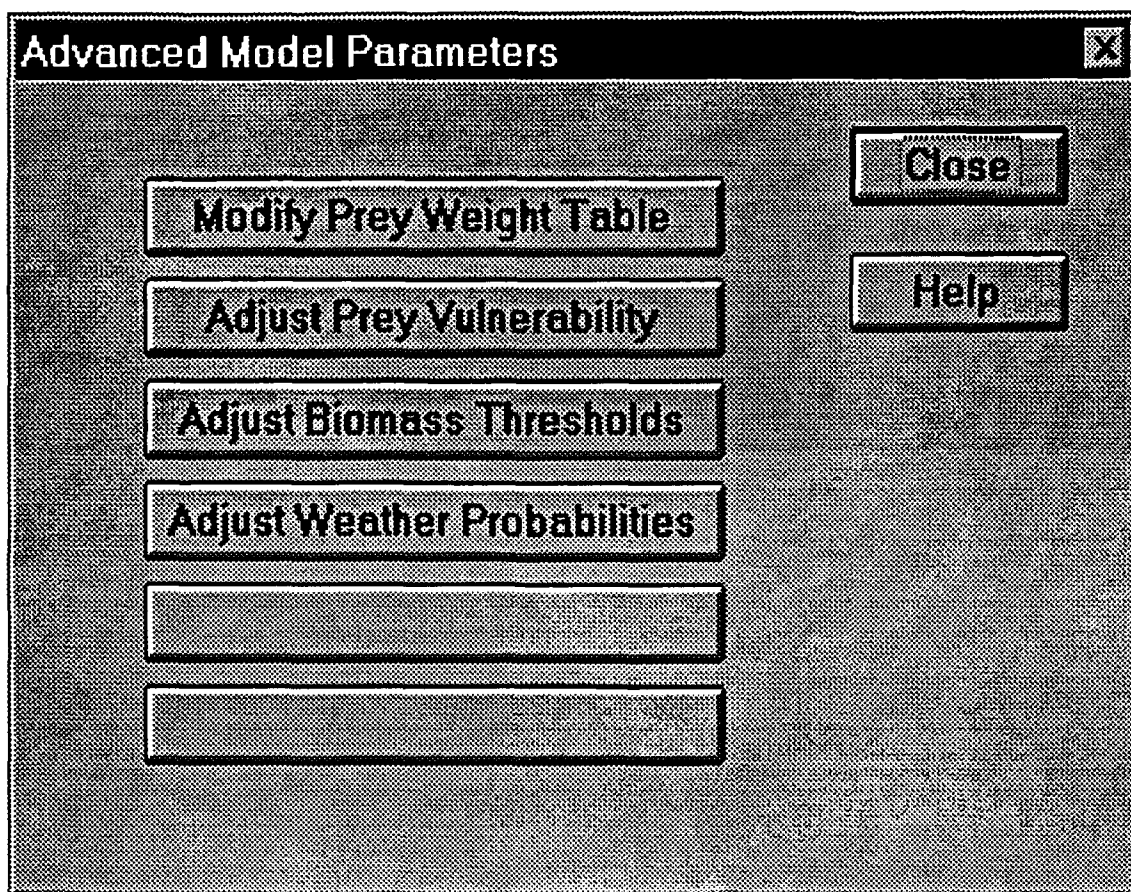 Advanced Model Parameters
Close
Modify Prey Weight Table
Help
Adjust Prey Vulnerability
Adjust Biomass Thresholds
Adjust Weather Probabilities